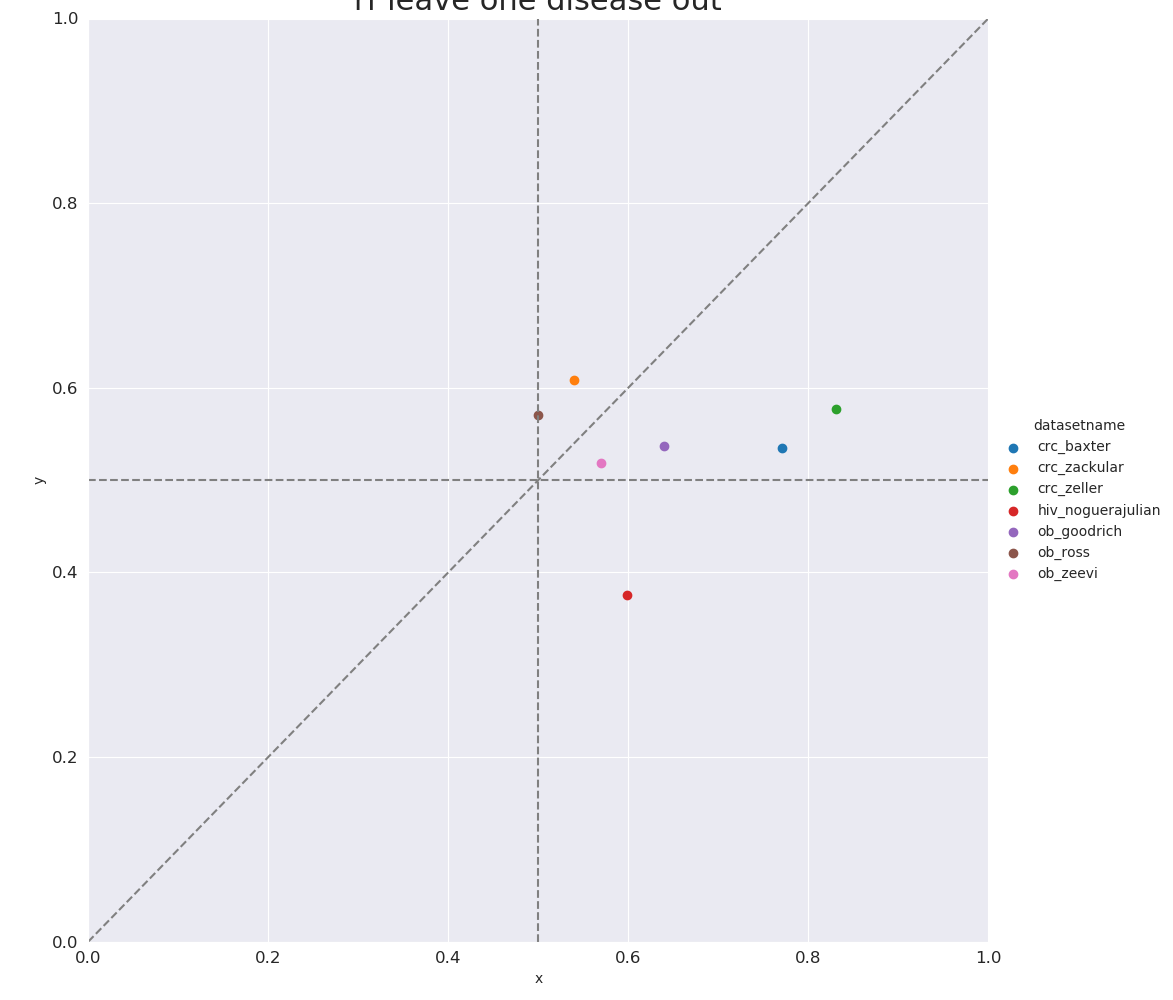 leave one disease out
1.0
0.8
0.6
0.4
0.2
0.0
y
0.0 0.2 0.4 0.6 0.8 1.0
x
datasetname
crc_baxter
crc_zackular
crc_zeller
hiv_noguerajulian
ob_goodrich
ob_ross
ob_zeevi